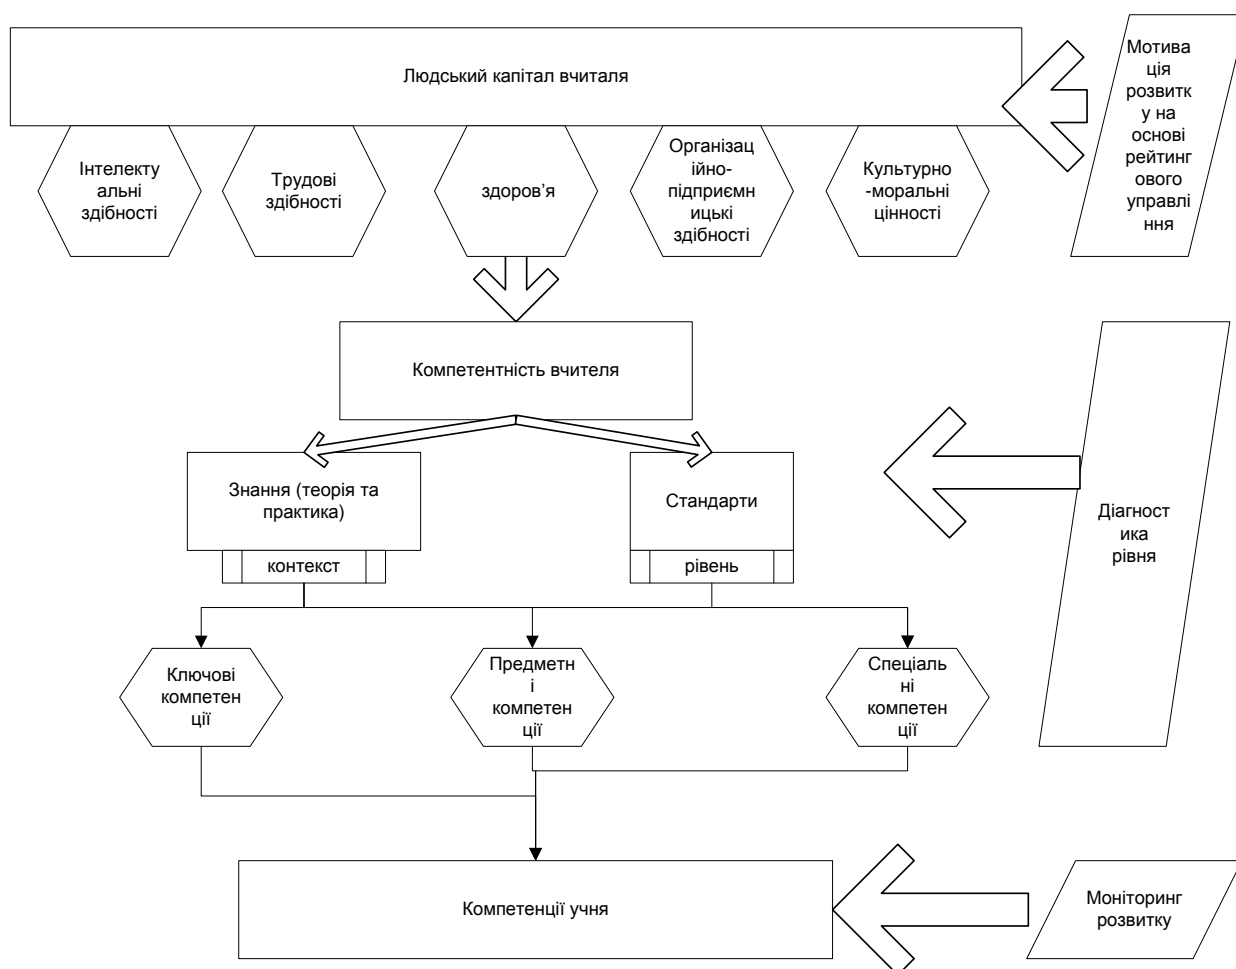 Людський капітал вчиталя
Мотива
ція
розвитк
у на
основі
рейтинг
ового
управлі
ння
Інтелекту
альні
здібності
Трудові
здібності
здоров’я
Організац
ійно-
підприємн
ицькі
здібності
Культурно
-моральні
цінності
Компетентність вчителя
Знання (теорія та
практика)
контекст
Стандарти
рівень
Діагност
ика
рівня
Ключові
компетен
ції
Предметн
і
компетен
ції
Спеціаль
ні
компетен
ції
Компетенції учня
Моніторинг
розвитку